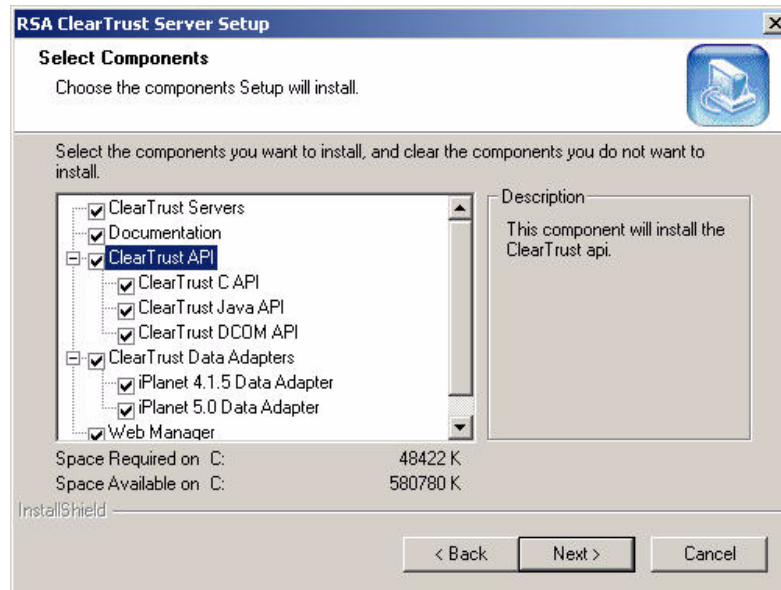 RSA ClearTrust Server Setup
Select Components
Choose the components Setup will install.
Select the components you want to install, and clear the components you do not want to
install.
ClearTrust Servers
Documentation
ClearTrust API
ClearTrust C API
ClearTrust Java API
ClearTrust DCOM API
ClearTrust Data Adapters
iPlanet 4.1.5 Data Adapter
iPlanet 5.0 Data Adapter
Web Manager
Description
This component will install the
ClearTrust api.
Space Required on C: 48422 K
Space Available on C: 580780 K
InstallShield
< Back Next > Cancel